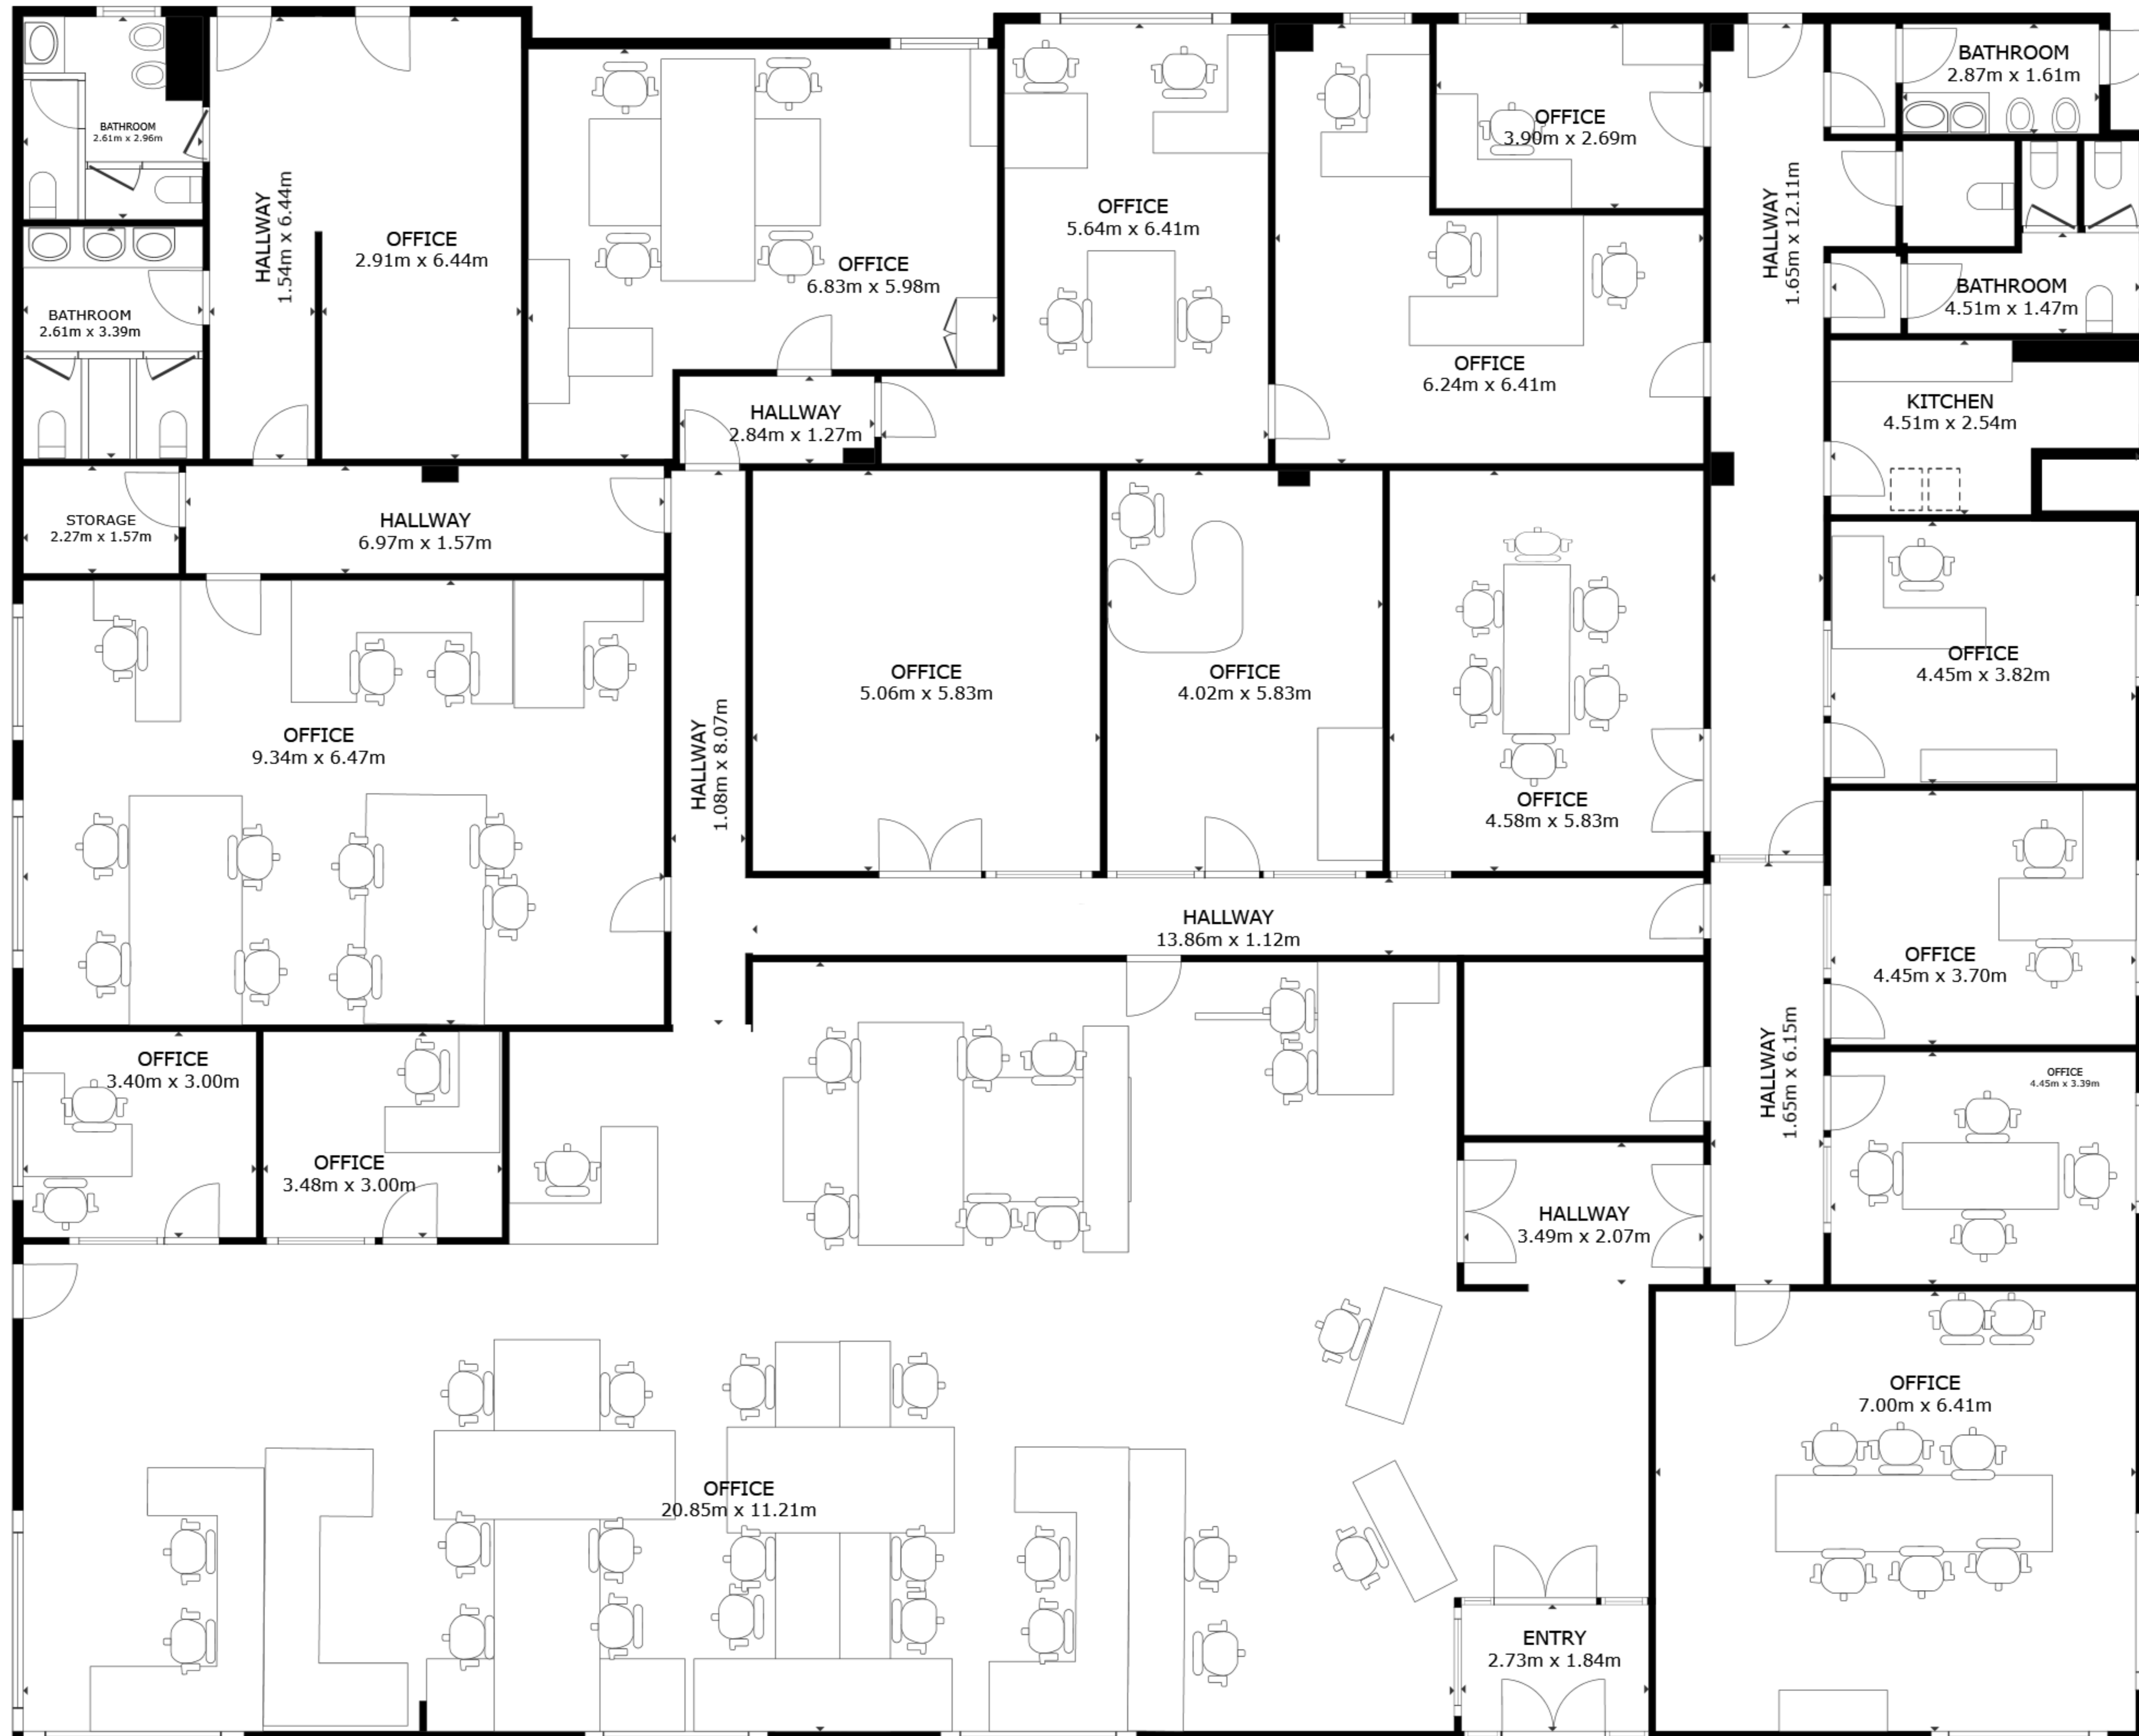 BATHROOM
2.87m x 1.61m
BATHROOM
2.61m x 2.96m
OFFICE
3.90m x 2.69m
HALLWAY
1.54m x 6.44m
OFFICE
2.91m x 6.44m
OFFICE
6.83m x 5.98m
OFFICE
5.64m x 6.41m
HALLWAY
1.65m x 12.11m
BATHROOM
4.51m x 1.47m
BATHROOM
2.61m x 3.39m
OFFICE
6.24m x 6.41m
HALLWAY
2.84m x 1.27m
KITCHEN
4.51m x 2.54m
STORAGE
2.27m x 1.57m
HALLWAY
6.97m x 1.57m
OFFICE
9.34m x 6.47m
HALLWAY
1.08m x 8.07m
OFFICE
5.06m x 5.83m
OFFICE
4.02m x 5.83m
OFFICE
4.58m x 5.83m
OFFICE
4.45m x 3.82m
HALLWAY
13.86m x 1.12m
OFFICE
4.45m x 3.70m
OFFICE
3.40m x 3.00m
OFFICE
3.48m x 3.00m
HALLWAY
1.65m x 6.15m
OFFICE
4.45m x 3.39m
HALLWAY
3.49m x 2.07m
OFFICE
7.00m x 6.41m
OFFICE
20.85m x 11.21m
ENTRY
2.73m x 1.84m